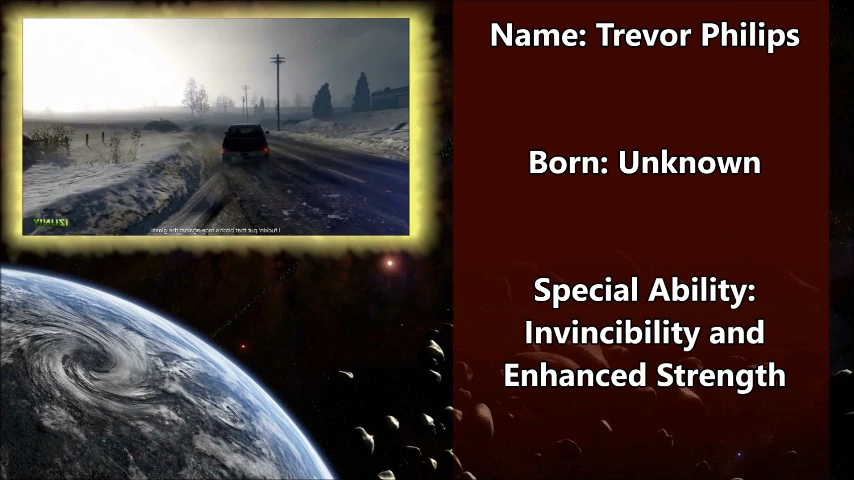 Name: Trevor Philips
Born: Unknown
Special Ability:
Invincibility and
Enhanced Strength